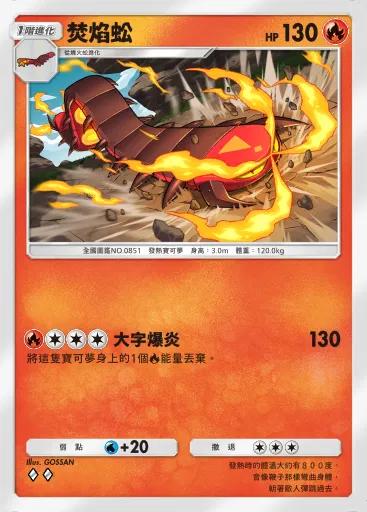 1階進化
焚焰蚣
HP 130
從燒火蚣進化
全國圖鑑NO.0851 發熱寶可夢 身高：3.0m 體重：120.0kg
大字爆炎 130
將這隻寶可夢身上的1個能量丟棄。
弱點 +20 撤退
Illus. GOSSAN
發熱時的體溫大約有８００度。
會像鞭子那樣彎曲身體，
朝著敵人彈跳過去。